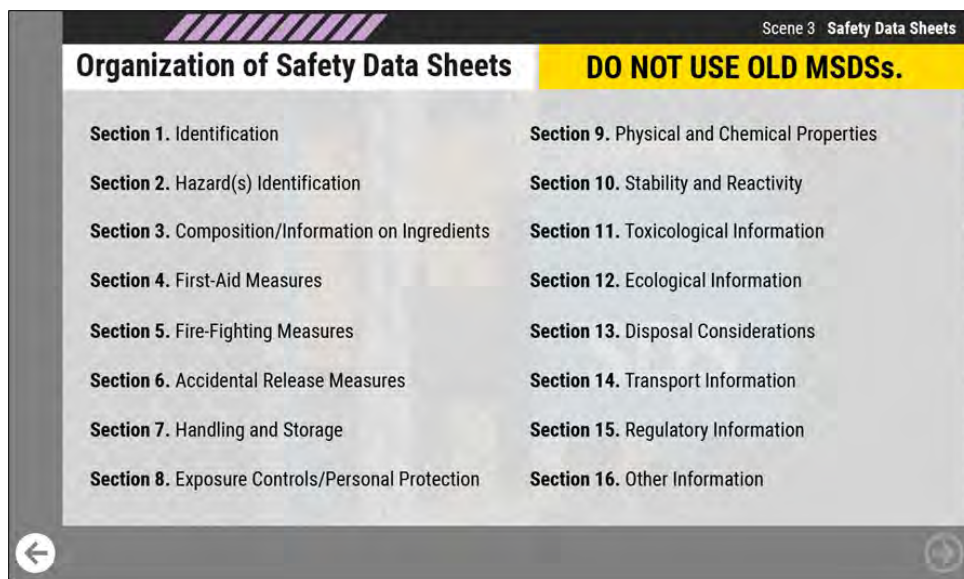 Scene 3 Safety Data Sheets
Organization of Safety Data Sheets
DO NOT USE OLD MSDSs.
Section 1. Identification
Section 2. Hazard(s) Identification
Section 3. Composition/Information on Ingredients
Section 4. First-Aid Measures
Section 5. Fire-Fighting Measures
Section 6. Accidental Release Measures
Section 7. Handling and Storage
Section 8. Exposure Controls/Personal Protection
Section 9. Physical and Chemical Properties
Section 10. Stability and Reactivity
Section 11. Toxicological Information
Section 12. Ecological Information
Section 13. Disposal Considerations
Section 14. Transport Information
Section 15. Regulatory Information
Section 16. Other Information